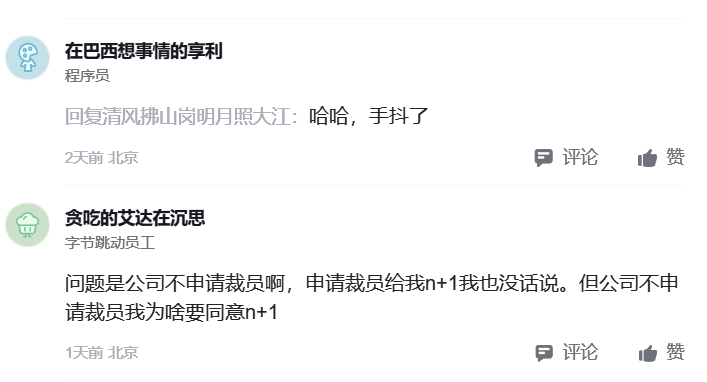 在巴西想事情的享利
程序员
回复清风拂山岗明月照大江：哈哈，手抖了
2天前 北京
评论 赞
贪吃的艾达在沉思
字节跳动员工
问题是公司不申请裁员啊，申请裁员给我n+1我也没话说。但公司不申
请裁员我为啥要同意n+1
1天前 北京
评论 赞